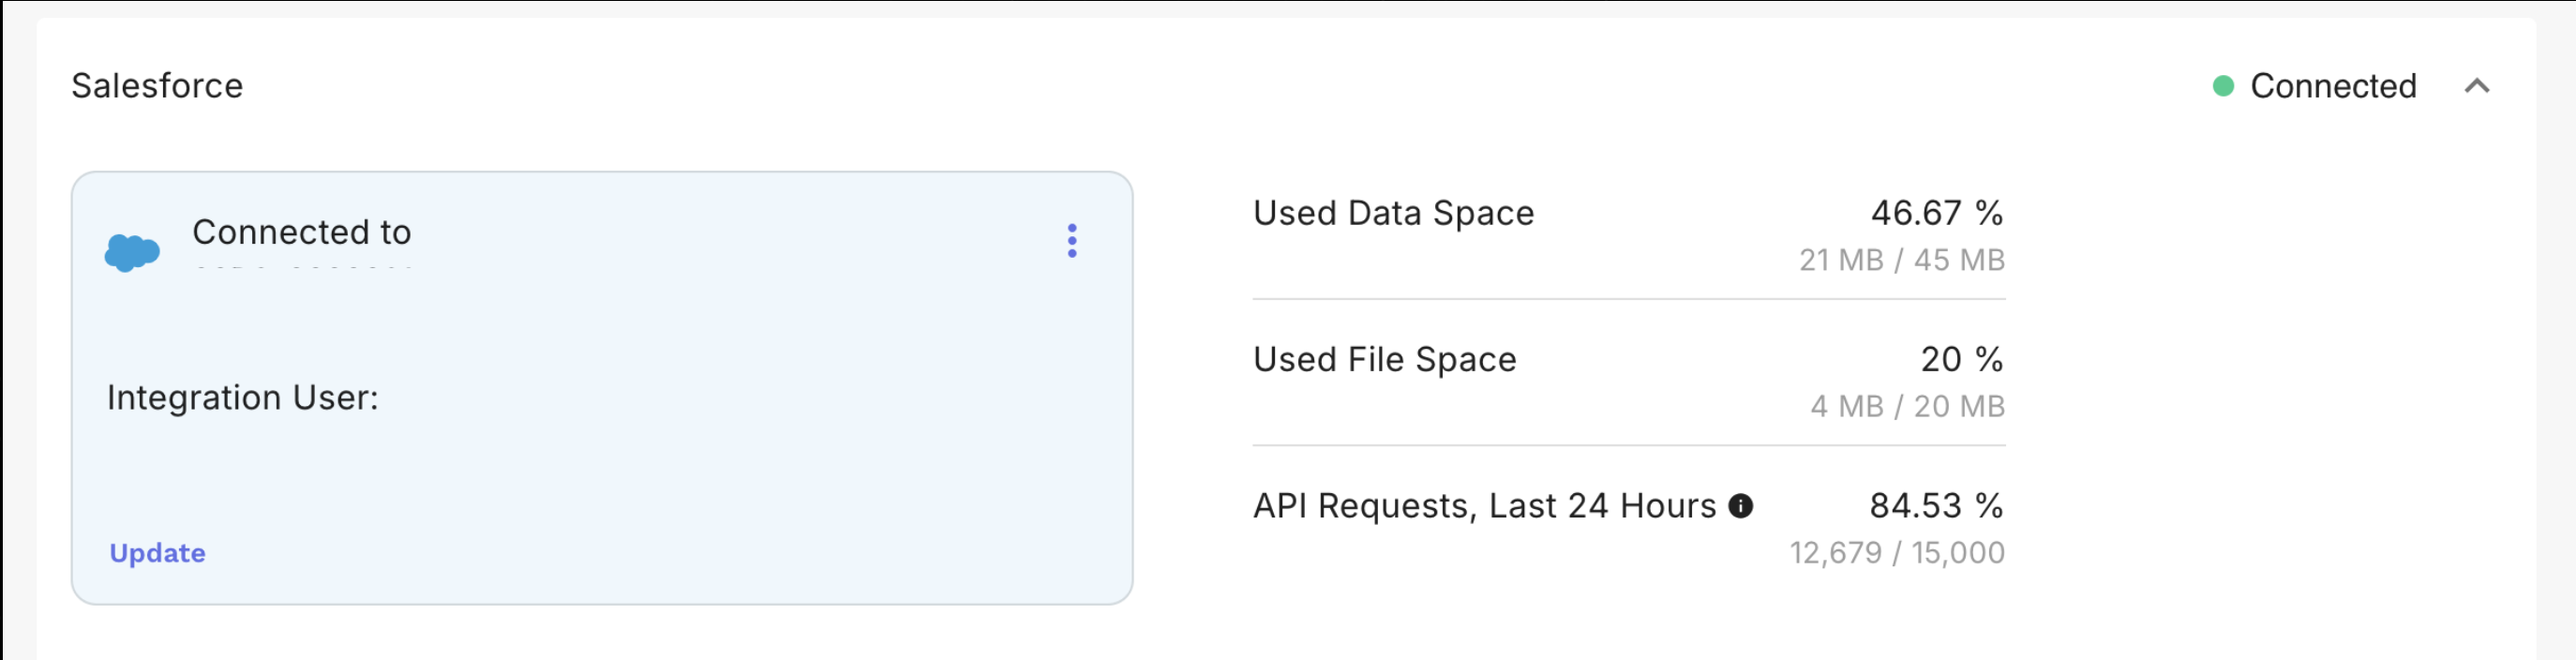 Salesforce
Connected
Connected to
Integration User:
Update
Used Data Space
46.67 %
21 MB / 45 MB
Used File Space
20 %
4 MB / 20 MB
API Requests, Last 24 Hours
84.53 %
12,679 / 15,000